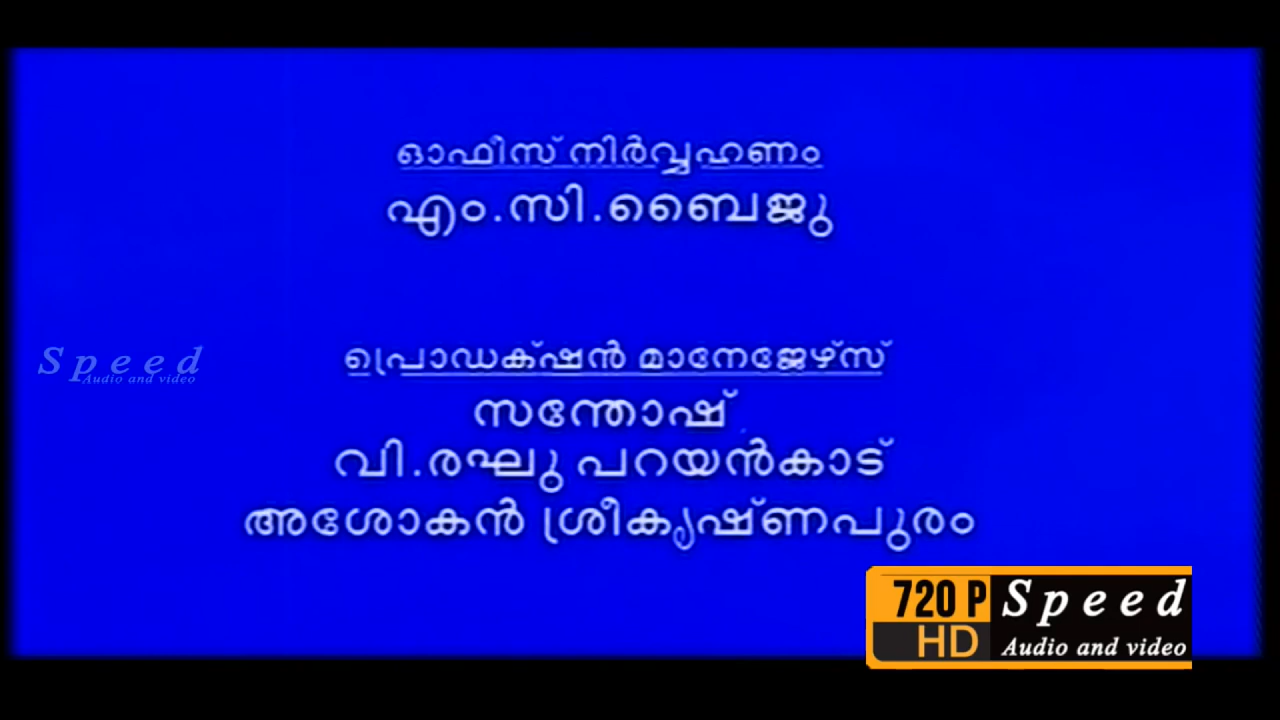 ഓഫീസ് നിർവ്വഹണം
എം.സി.ബൈജു
പ്രൊഡക്ഷൻ മാനേജേഴ്സ്
സന്തോഷ്
വി.രഘു പറയൻകാട്
അശോകൻ ശ്രീകൃഷ്ണപുരം
Speed
Audio and video
720 P
HD
Speed
Audio and video